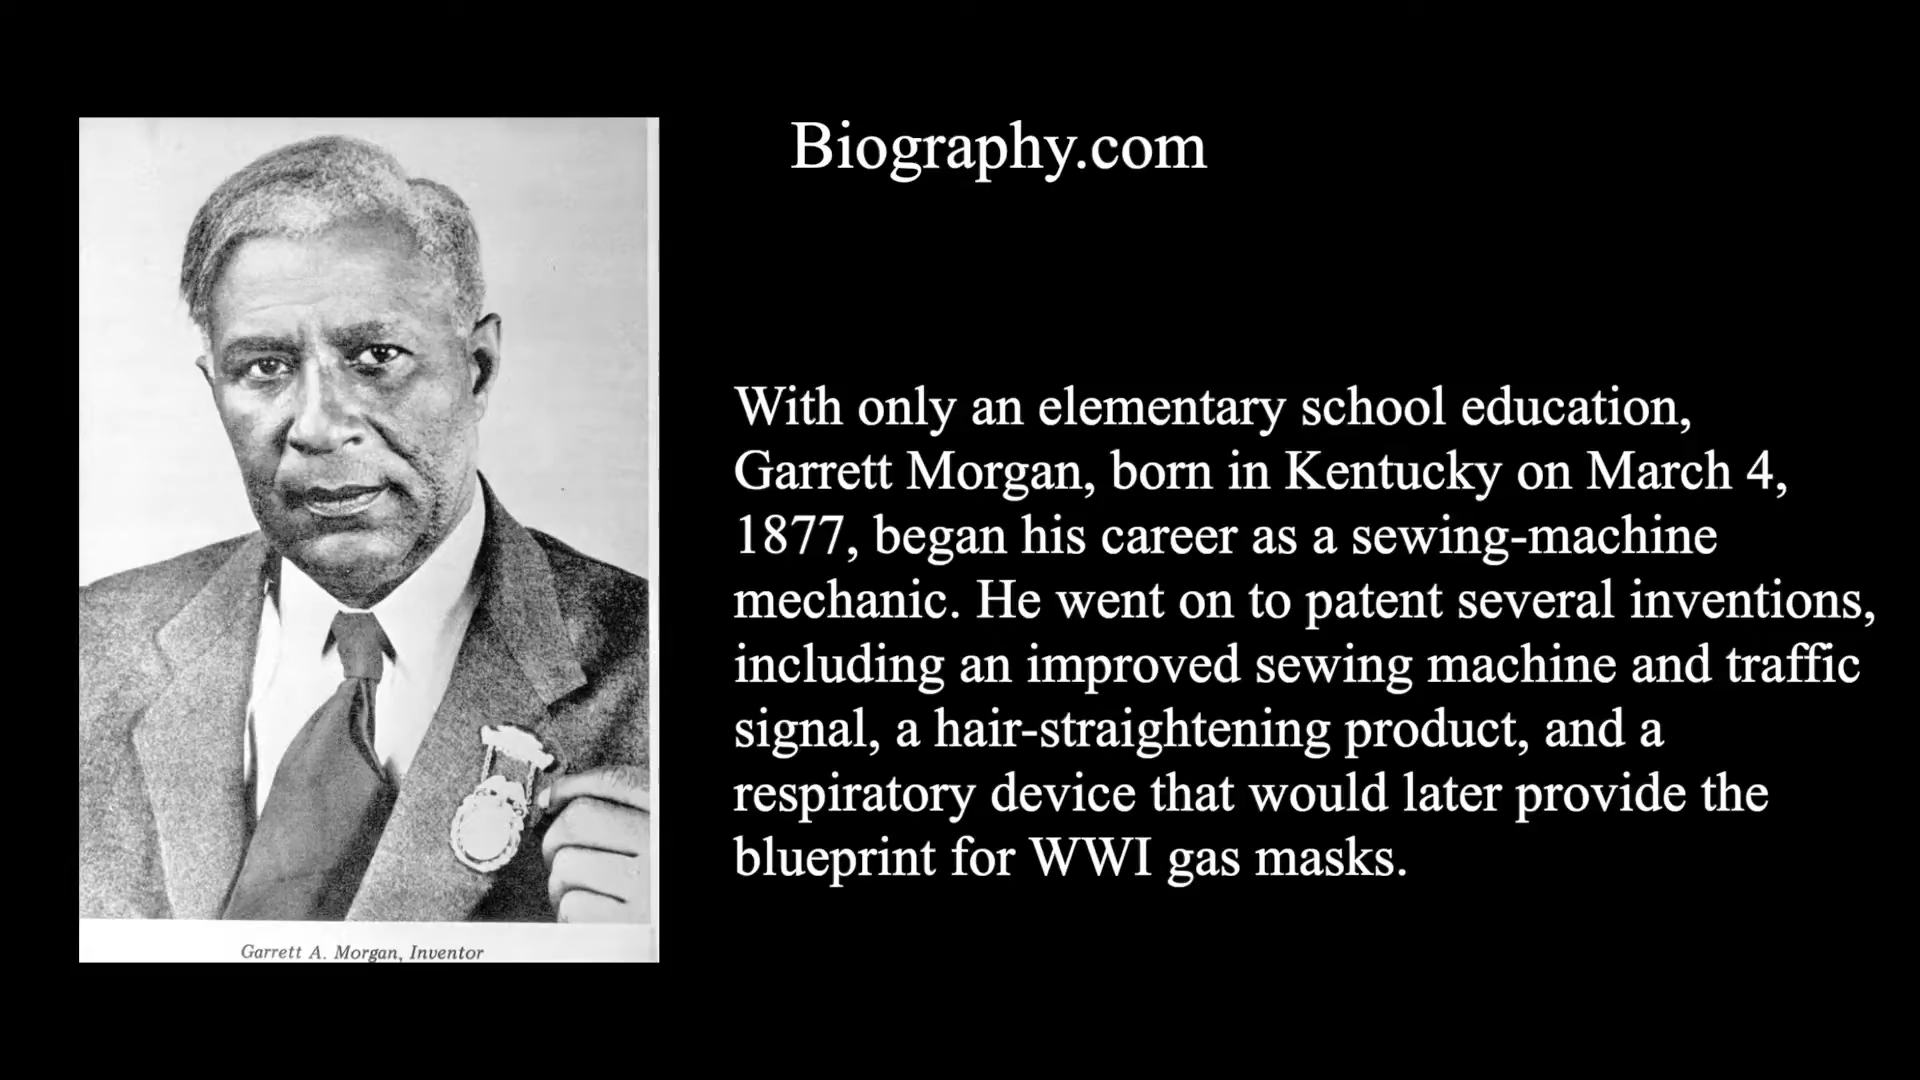 Biography.com
With only an elementary school education,
Garrett Morgan, born in Kentucky on March 4,
1877, began his career as a sewing-machine
mechanic. He went on to patent several inventions,
including an improved sewing machine and traffic
signal, a hair-straightening product, and a
respiratory device that would later provide the
blueprint for WWI gas masks.
Garrett A. Morgan, Inventor